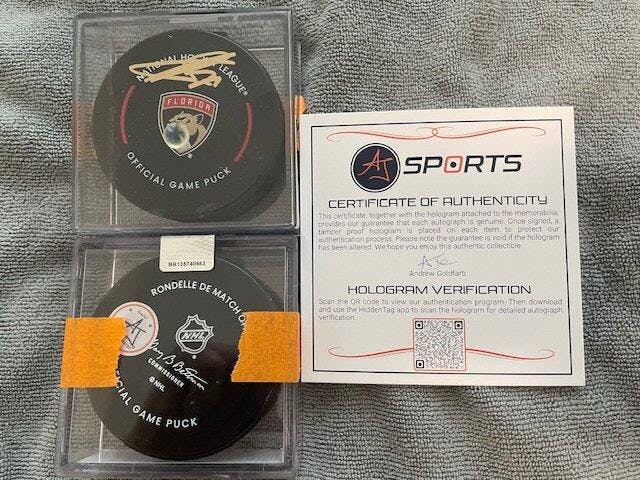 NATIONAL HOCKEY LEAGUE®
FLORIDA
OFFICIAL GAME PUCK
BB135740983
RONDELLE DE MATCH
NHL
COMMISSIONER
© NHL
OFFICIAL GAME PUCK
AJ SPORTS
CERTIFICATE OF AUTHENTICITY
This certificate, together with the hologram attached to the memorabilia,
provides our guarantee that each autograph is genuine. Once signed, a
tamper proof hologram is placed on each item to protect our
authentication process. Please note the guarantee is void if the hologram
has been altered. We hope you enjoy this authentic collectible.
Andrew Goldfarb
HOLOGRAM VERIFICATION
Scan the QR code to view our authentication program. Then download
and use the HiddenTag app to scan the hologram for detailed autograph
verification.